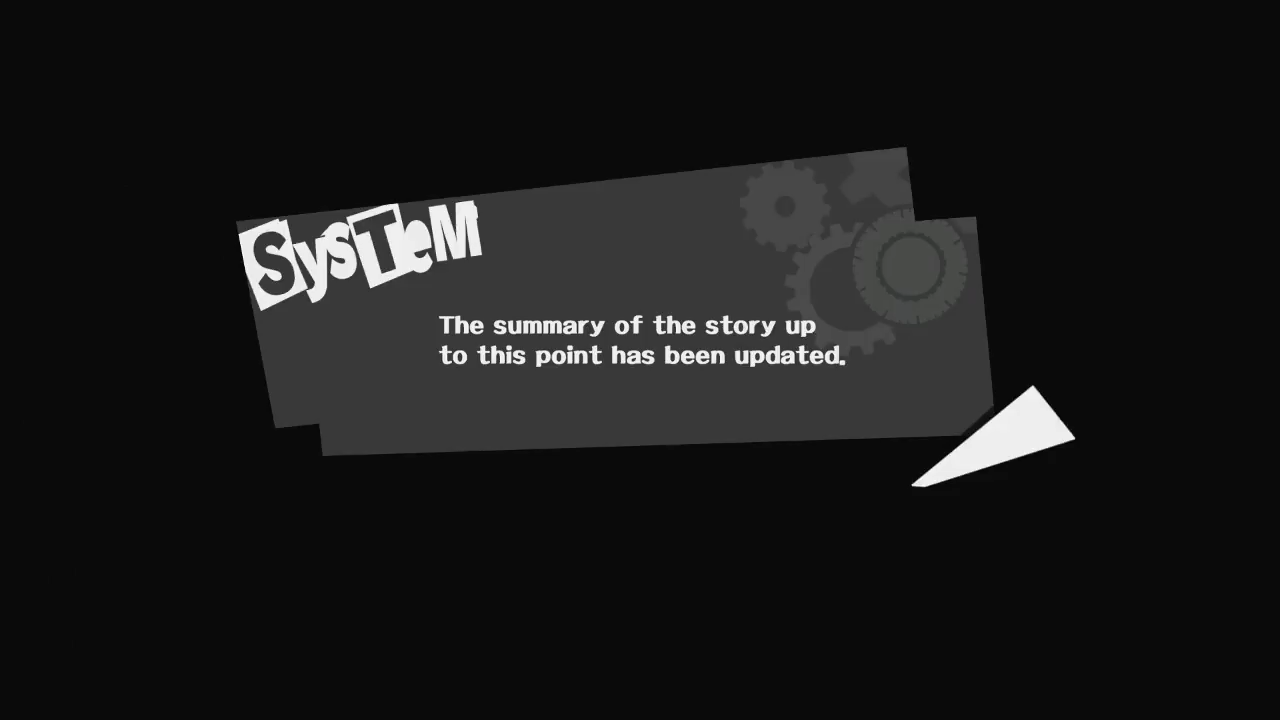 SysTeM
The summary of the story up
to this point has been updated.